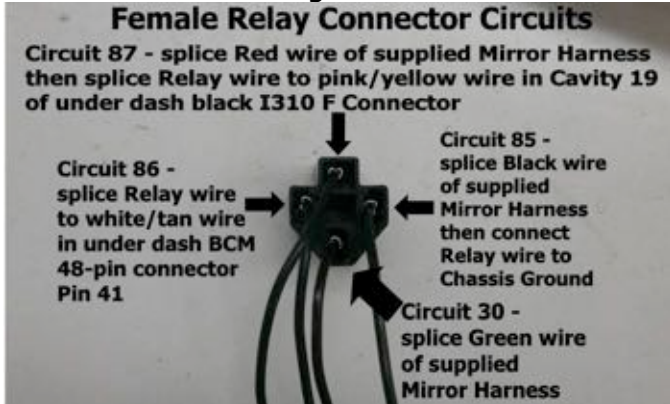 Female Relay Connector Circuits
Circuit 87 - splice Red wire of supplied Mirror Harness
then splice Relay wire to pink/yellow wire in Cavity 19
of under dash black I310 F Connector
Circuit 86 -
splice Relay wire
to white/tan wire
in under dash BCM
48-pin connector
Pin 41
Circuit 85 -
splice Black wire
of supplied
Mirror Harness
then connect
Relay wire to
Chassis Ground
Circuit 30 -
splice Green wire
of supplied
Mirror Harness